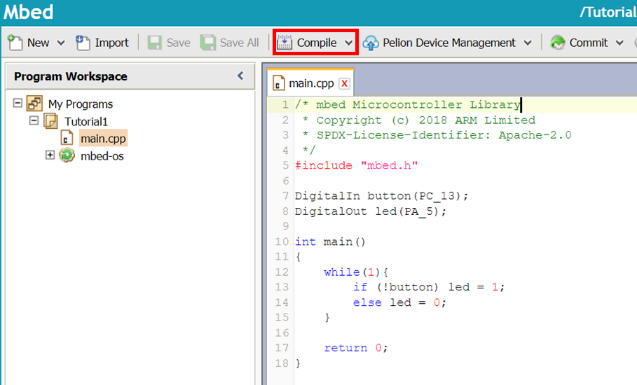 Mbed
/Tutorial
New Import Save Save All Compile Pelion Device Management Commit
Program Workspace
My Programs
Tutorial1
main.cpp
mbed-os
main.cpp
1 /* mbed Microcontroller Library
2  * Copyright (c) 2018 ARM Limited
3  * SPDX-License-Identifier: Apache-2.0
4  */
5 #include "mbed.h"
6
7 DigitalIn button(PC_13);
8 DigitalOut led(PA_5);
9
10 int main()
11 {
12     while(1){
13         if (!button) led = 1;
14         else led = 0;
15     }
16
17     return 0;
18 }